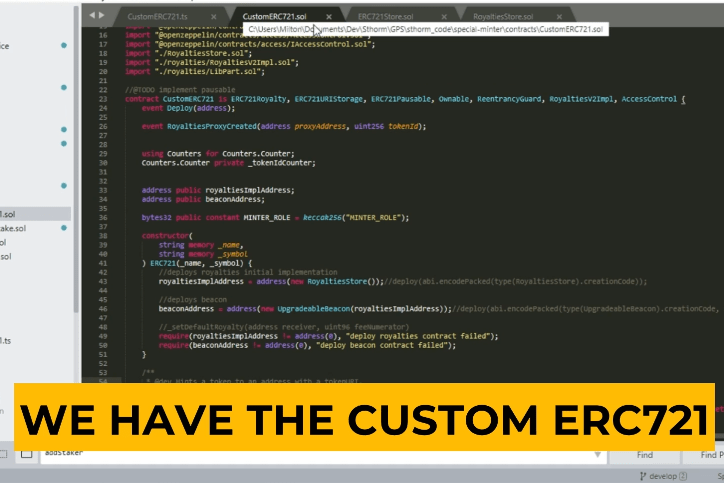 CustomERC721.ts × CustomERC721.sol × ERC721Store.sol × RoyaltiesStore.sol ×
C:\Users\Milton\Documents\Dev\Sthorm\GPS\sthorm_code\special-minter\contracts\CustomERC721.sol
16 import "@openzeppelin/contracts/
17 import "@openzeppelin/contracts/access/IAccessControl.sol";
18 import "./RoyaltiesStore.sol";
19 import "./royalties/RoyaltiesV2Impl.sol";
20 import "./royalties/LibPart.sol";
21
22 //@TODO implement pausable
23 contract CustomERC721 is ERC721Royalty, ERC721URIStorage, ERC721Pausable, Ownable, ReentrancyGuard, RoyaltiesV2Impl, AccessControl {
24 event Deploy(address);
25
26 event RoyaltiesProxyCreated(address proxyAddress, uint256 tokenId);
27
28
29 using Counters for Counters.Counter;
30 Counters.Counter private _tokenIdCounter;
31
32
33 address public royaltiesImplAddress;
34 address public beaconAddress;
35
36 bytes32 public constant MINTER_ROLE = keccak256("MINTER_ROLE");
37
38 constructor(
39 string memory _name,
40 string memory _symbol
41 ) ERC721(_name, _symbol) {
42 //deploys royalties initial implementation
43 royaltiesImplAddress = address(new RoyaltiesStore());//deploy(abi.encodePacked(type(RoyaltiesStore).creationCode));
44
45 //deploys beacon
46 beaconAddress = address(new UpgradeableBeacon(royaltiesImplAddress));//deploy(abi.encodePacked(type(UpgradeableBeacon).creationCode,
47
48 //_setDefaultRoyalty(address receiver, uint96 feeNumerator)
49 require(royaltiesImplAddress != address(0), "deploy royalties contract failed");
50 require(beaconAddress != address(0), "deploy beacon contract failed");
51 }
52
53 /**
54 * @dev Mints a token to an address with a tokenURI
ice
1.sol
ake.sol
ol
.sol
1.ts
n
WE HAVE THE CUSTOM ERC721
addStaker
Find Find P
develop 2 Sp